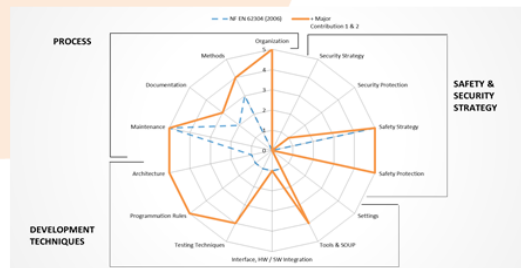 NF EN 62304 (2006)
+ Major
Contribution 1 & 2
PROCESS
Organization
Methods
Security Strategy
Documentation
Security Protection
SAFETY &
SECURITY
STRATEGY
Maintenance
Safety Strategy
Architecture
Safety Protection
Programmation Rules
Settings
DEVELOPMENT
TECHNIQUES
Testing Techniques
Tools & SOUP
Interface, HW / SW Integration
5
4
3
2
1
0